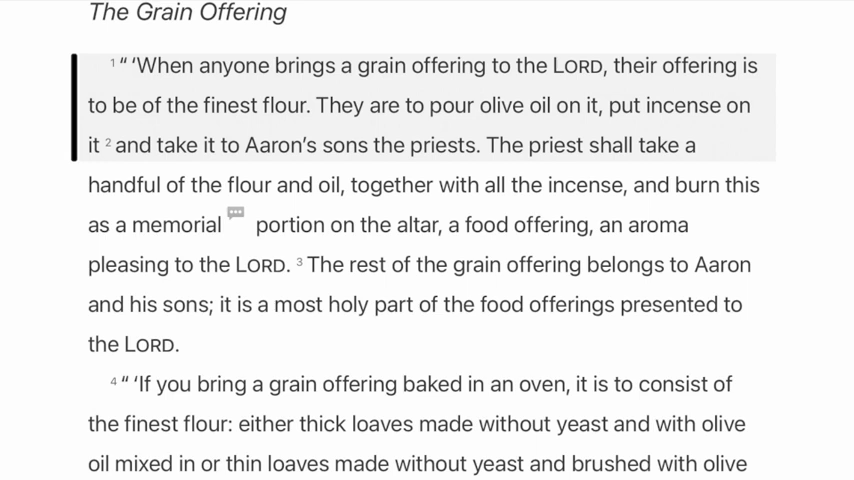 The Grain Offering
1 “ ‘When anyone brings a grain offering to the LORD, their offering is
to be of the finest flour. They are to pour olive oil on it, put incense on
it 2 and take it to Aaron’s sons the priests. The priest shall take a
handful of the flour and oil, together with all the incense, and burn this
as a memorial portion on the altar, a food offering, an aroma
pleasing to the LORD. 3 The rest of the grain offering belongs to Aaron
and his sons; it is a most holy part of the food offerings presented to
the LORD.
4 “ ‘If you bring a grain offering baked in an oven, it is to consist of
the finest flour: either thick loaves made without yeast and with olive
oil mixed in or thin loaves made without yeast and brushed with olive